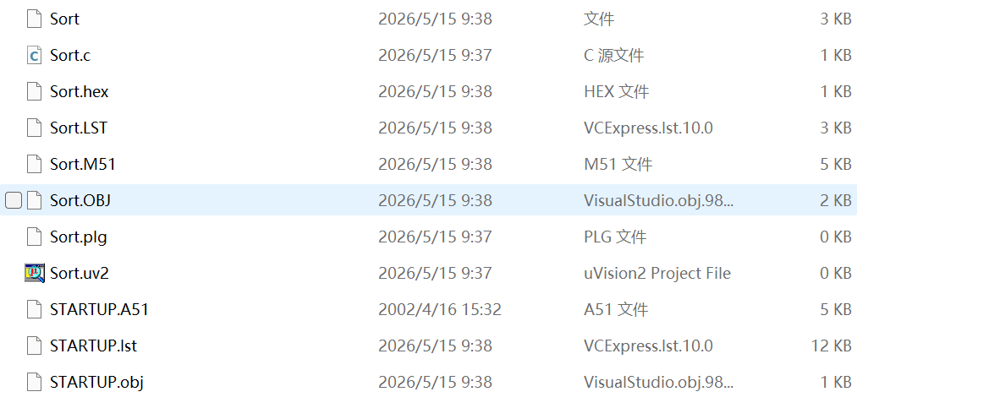 Sort 2026/5/15 9:38 文件 3 KB
Sort.c 2026/5/15 9:37 C 源文件 1 KB
Sort.hex 2026/5/15 9:38 HEX 文件 1 KB
Sort.LST 2026/5/15 9:38 VCExpress.lst.10.0 3 KB
Sort.M51 2026/5/15 9:38 M51 文件 5 KB
Sort.OBJ 2026/5/15 9:38 VisualStudio.obj.98... 2 KB
Sort.plg 2026/5/15 9:37 PLG 文件 0 KB
Sort.uv2 2026/5/15 9:37 uVision2 Project File 0 KB
STARTUP.A51 2002/4/16 15:32 A51 文件 5 KB
STARTUP.lst 2026/5/15 9:38 VCExpress.lst.10.0 12 KB
STARTUP.obj 2026/5/15 9:38 VisualStudio.obj.98... 1 KB